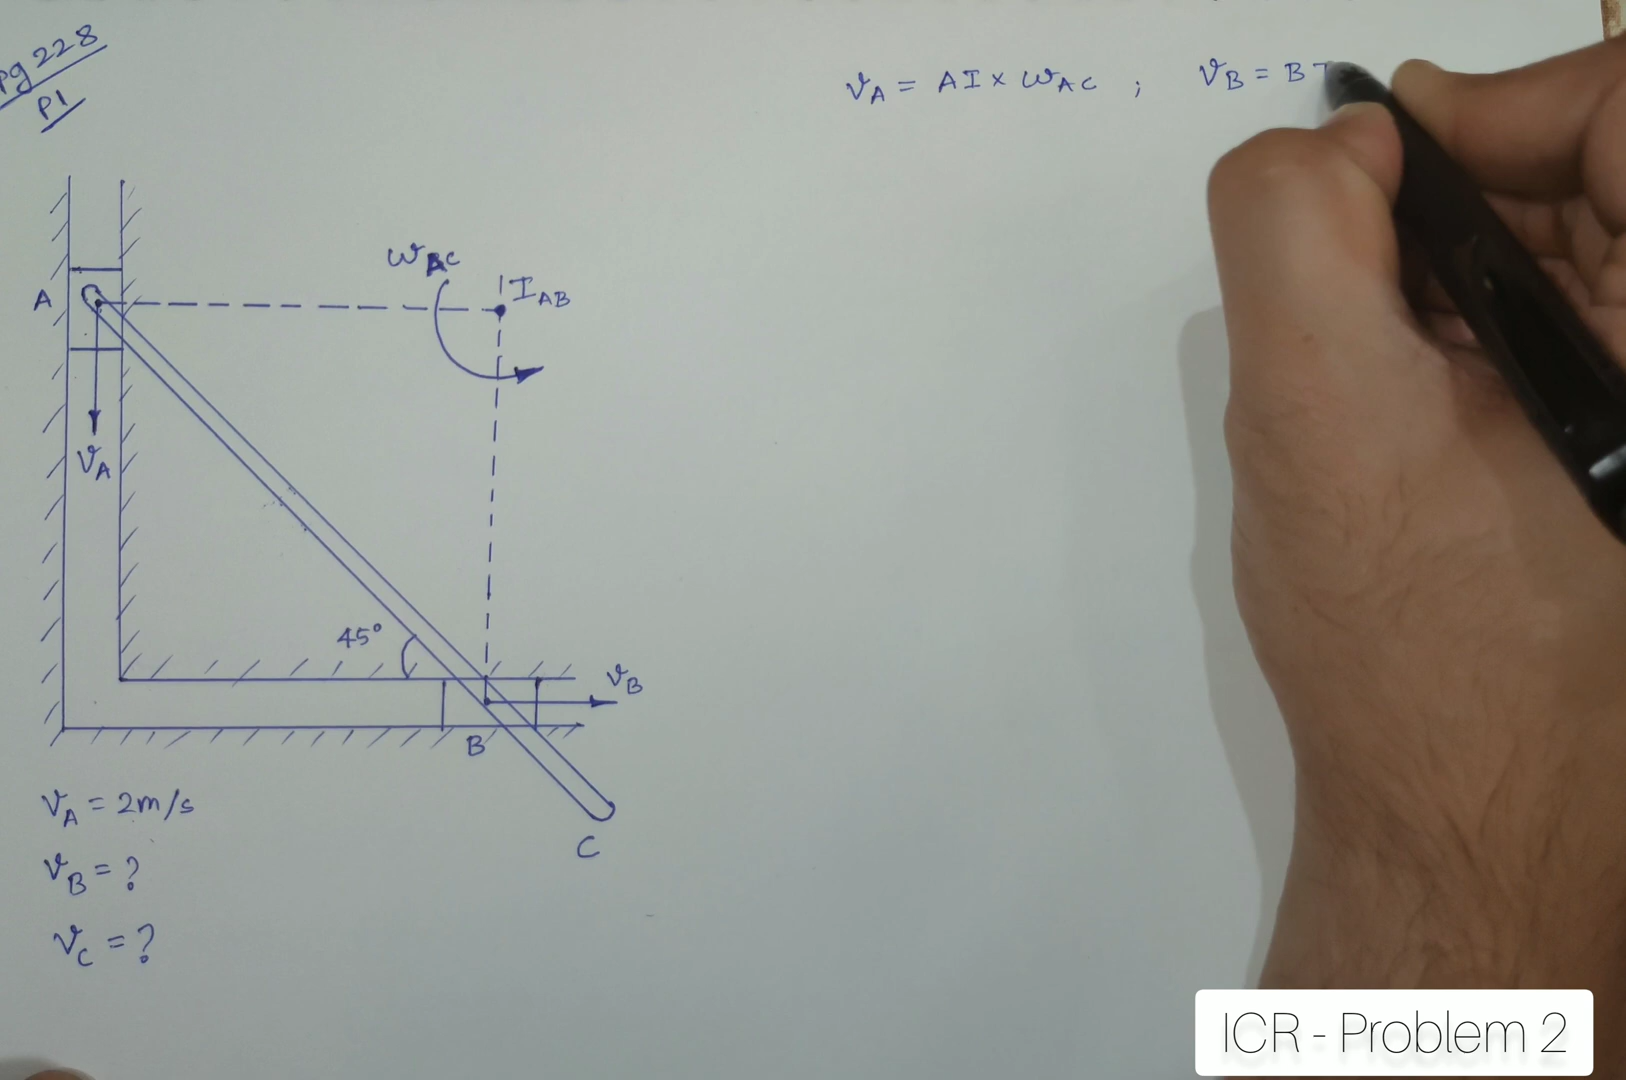 Pg 228
P1
VA = AI × ωAC ; VB = B
ωAC
IAB
A
VA
45°
VB
B
C
VA = 2m/s
VB = ?
VC = ?
ICR - Problem 2